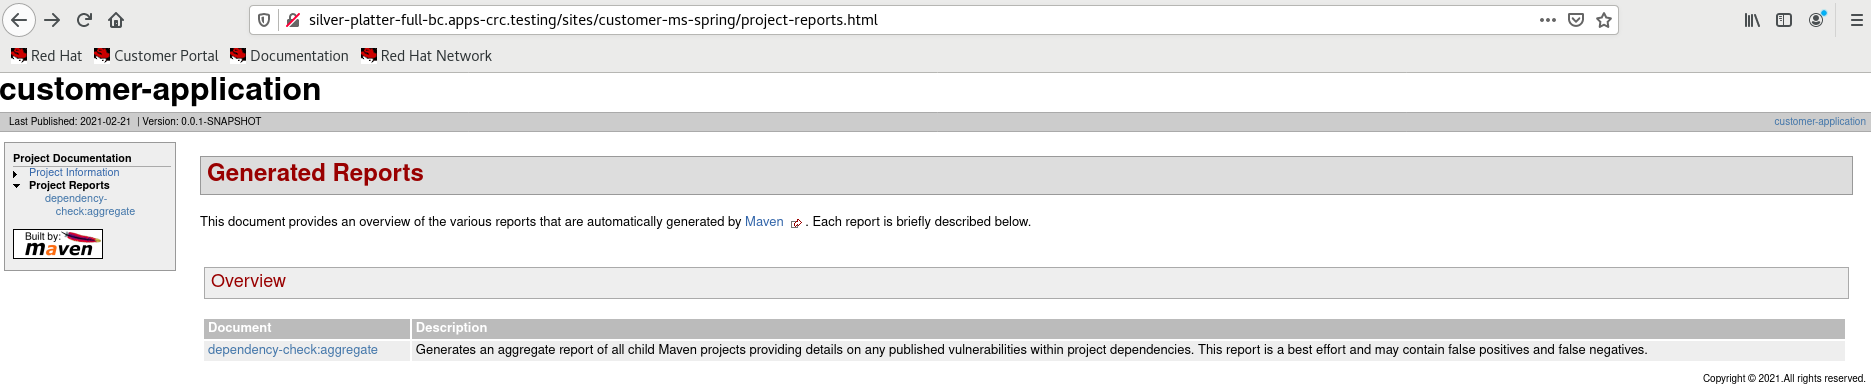 silver-platter-full-bc.apps-crc.testing/sites/customer-ms-spring/project-reports.html
Red Hat Customer Portal Documentation Red Hat Network
customer-application
Last Published: 2021-02-21 | Version: 0.0.1-SNAPSHOT customer-application
Project Documentation
Project Information
Project Reports
dependency-
check:aggregate
Built by:
maven
Generated Reports
This document provides an overview of the various reports that are automatically generated by Maven . Each report is briefly described below.
Overview
Document Description
dependency-check:aggregate Generates an aggregate report of all child Maven projects providing details on any published vulnerabilities within project dependencies. This report is a best effort and may contain false positives and false negatives.
Copyright © 2021.All rights reserved.